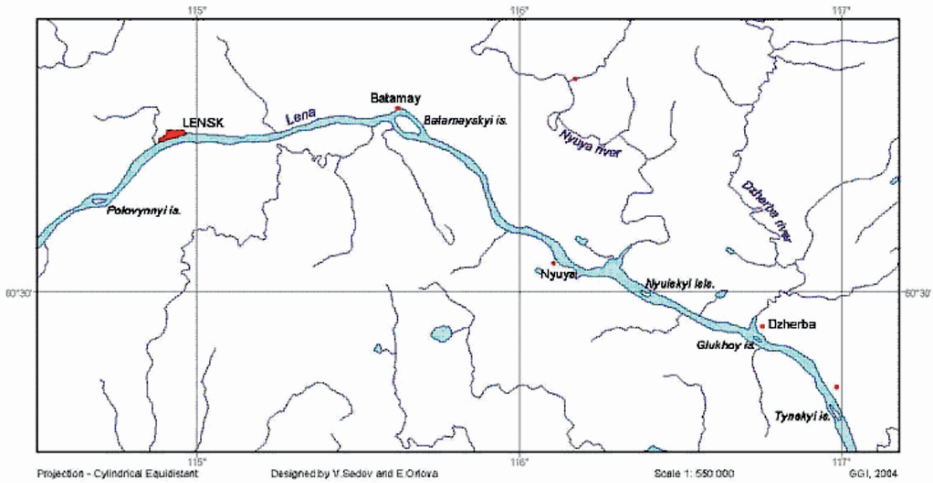 115° 116° 117°
Batamay
LENSK
Lena
Batamayskyi is.
Nyuya river
Dzherba river
Polovynnyi is.
Nyuya
Nyuiskyi isls.
60°30' 60°30'
Dzherba
Glukhoy is.
Tynskyi is.
115° 116° 117°
Projection - Cylindrical Equidistant Designed by V.Sedov and E.Orlova Scale 1: 550 000 GGI, 2004